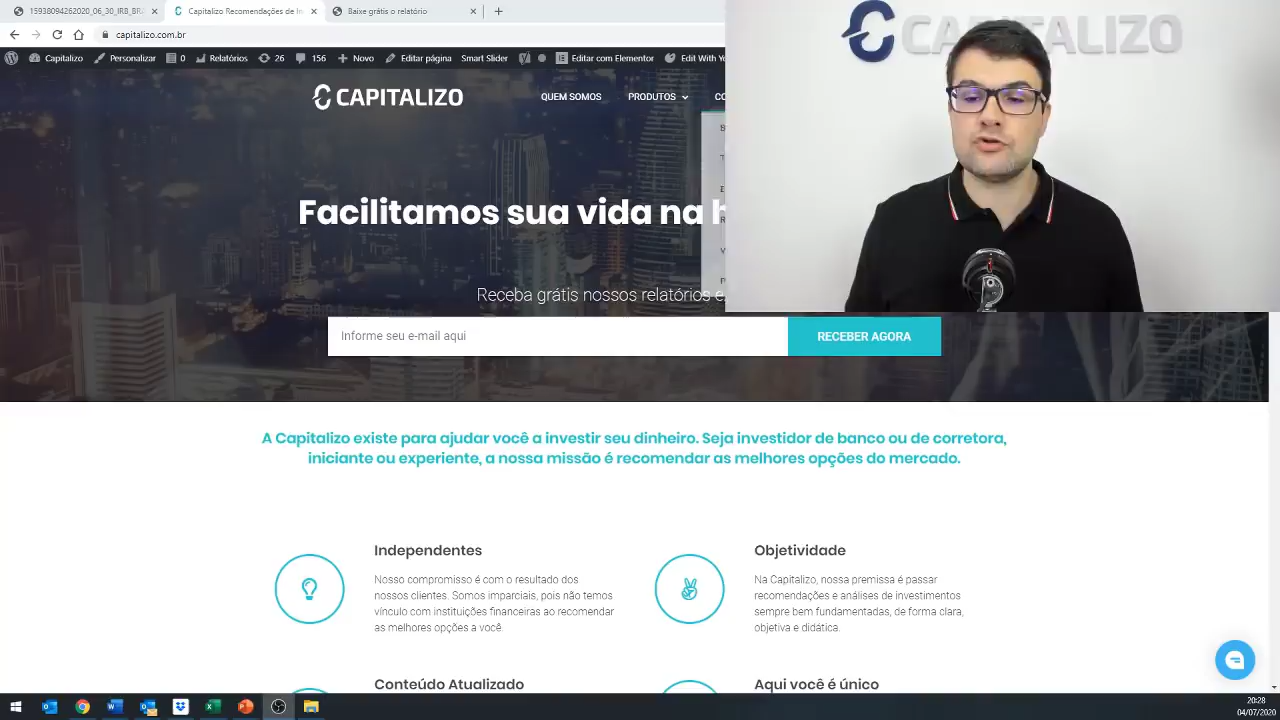 15938094262020_06_30_IRB_BRA
Capitalizo Recomendações de In
Baixe grátis o relatório
capitalizo.com.br
Capitalizo
Personalizar
0
Relatórios
26
156
Novo
Editar página
Smart Slider
Editar com Elementor
Edit With
CAPITALIZO
QUEM SOMOS
PRODUTOS
CAPITALIZO
Facilitamos sua vida na
Receba grátis nossos relatórios e
Informe seu e-mail aqui
RECEBER AGORA
A Capitalizo existe para ajudar você a investir seu dinheiro. Seja investidor de banco ou de corretora,
iniciante ou experiente, a nossa missão é recomendar as melhores opções do mercado.
Independentes
Nosso compromisso é com o resultado dos
nossos clientes. Somos imparciais, pois não temos
vínculo com instituições financeiras ao recomendar
as melhores opções a você.
Objetividade
Na Capitalizo, nossa premissa é passar
recomendações e análises de investimentos
sempre bem fundamentadas, de forma clara,
objetiva e didática.
Conteúdo Atualizado
Aqui você é único
20:28
04/07/2020